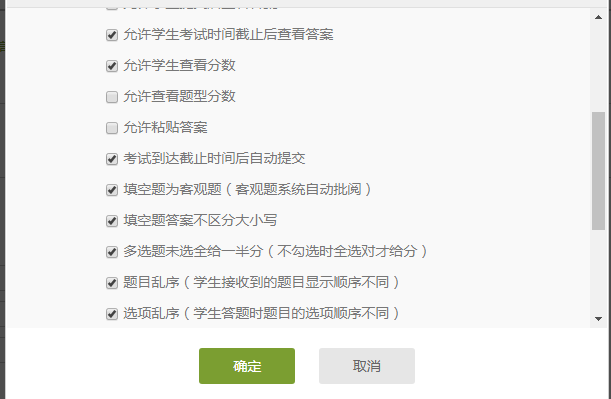 允许学生考试时间截止后查看答案
允许学生查看分数
允许查看题型分数
允许粘贴答案
考试到达截止时间后自动提交
填空题为客观题（客观题系统自动批阅）
填空题答案不区分大小写
多选题未选全给一半分（不勾选时全选对才给分）
题目乱序（学生接收到的题目显示顺序不同）
选项乱序（学生答题时题目的选项顺序不同）
确定 取消